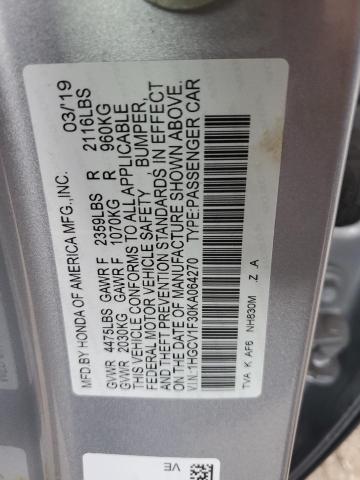 MFD.BY HONDA OF AMERICA MFG.,INC. 03/'19
GVWR 4475LBS GAWR F 2359LBS R 2116LBS
GVWR 2030KG GAWR F 1070KG R 960KG
THIS VEHICLE CONFORMS TO ALL APPLICABLE
FEDERAL MOTOR VEHICLE SAFETY, BUMPER,
AND THEFT PREVENTION STANDARDS IN EFFECT
ON THE DATE OF MANUFACTURE SHOWN ABOVE.
V.I.N.:1HGCV1F30KA064270 TYPE:PASSENGER CAR
TVA K AF6 NH830M .Z .A
VE